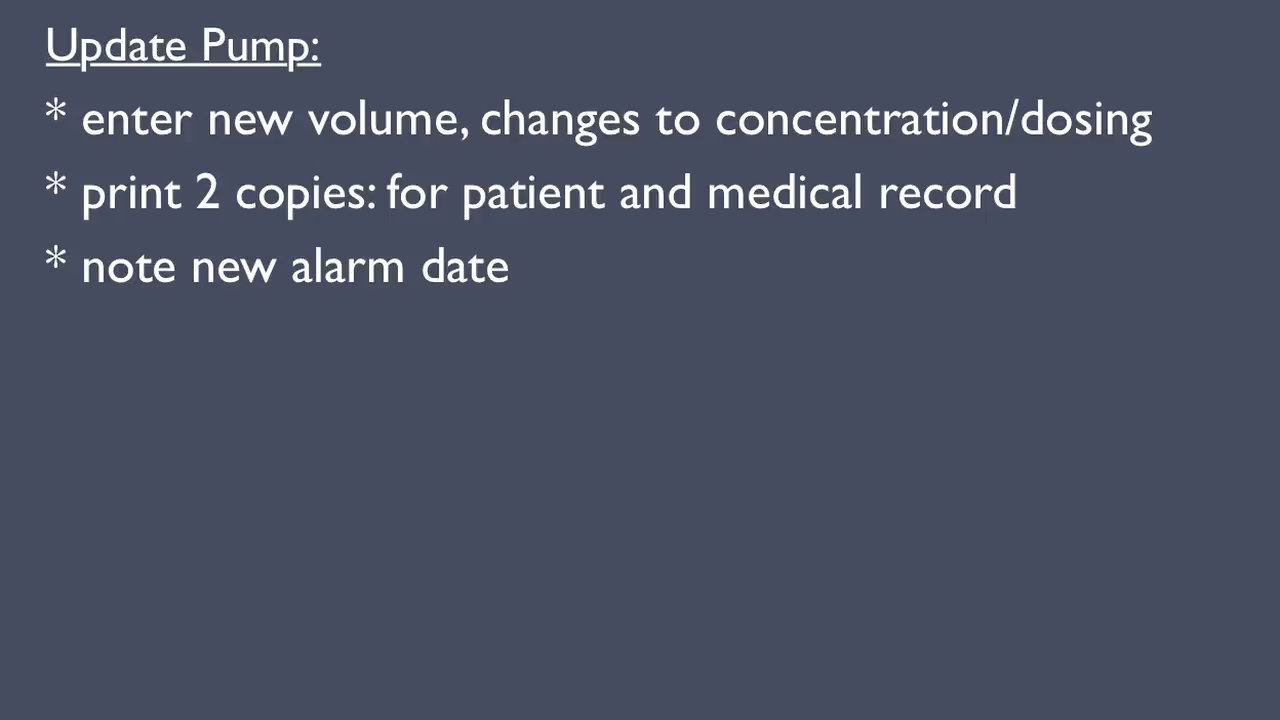 Update Pump:
* enter new volume, changes to concentration/dosing
* print 2 copies: for patient and medical record
* note new alarm date